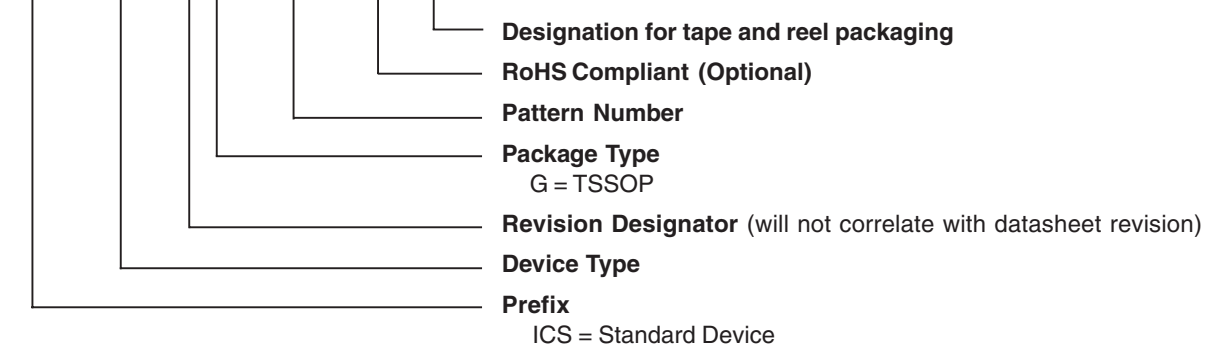 Designation for tape and reel packaging
RoHS Compliant (Optional)
Pattern Number
Package Type
G = TSSOP
Revision Designator (will not correlate with datasheet revision)
Device Type
Prefix
ICS = Standard Device